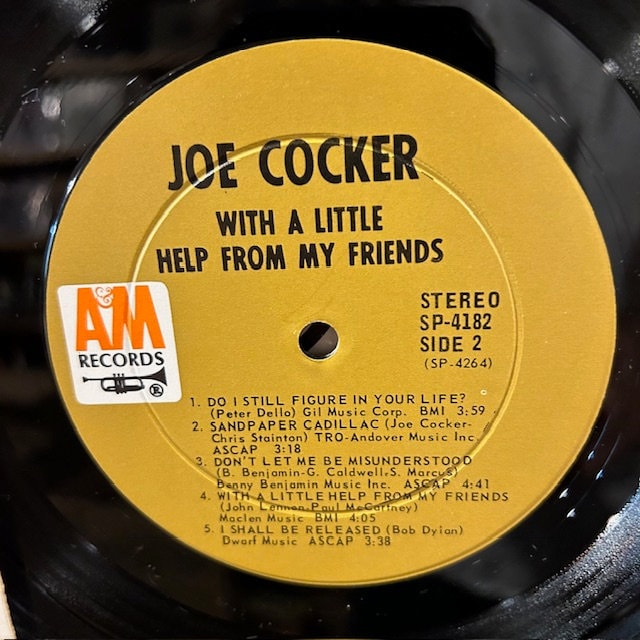 JOE COCKER
WITH A LITTLE
HELP FROM MY FRIENDS
A&M
RECORDS
®
STEREO
SP-4182
SIDE 2
(SP-4264)
1. DO I STILL FIGURE IN YOUR LIFE?
(Peter Dello) Gil Music Corp. BMI 3:59
2. SANDPAPER CADILLAC (Joe Cocker-
Chris Stainton) TRO-Andover Music Inc.
ASCAP 3:18
3. DON'T LET ME BE MISUNDERSTOOD
(B. Benjamin-G. Caldwell-S. Marcus)
Benny Benjamin Music Inc. ASCAP 4:41
4. WITH A LITTLE HELP FROM MY FRIENDS
(John Lennon-Paul McCartney)
Maclen Music BMI 4:05
5. I SHALL BE RELEASED (Bob Dylan)
Dwarf Music ASCAP 3:38